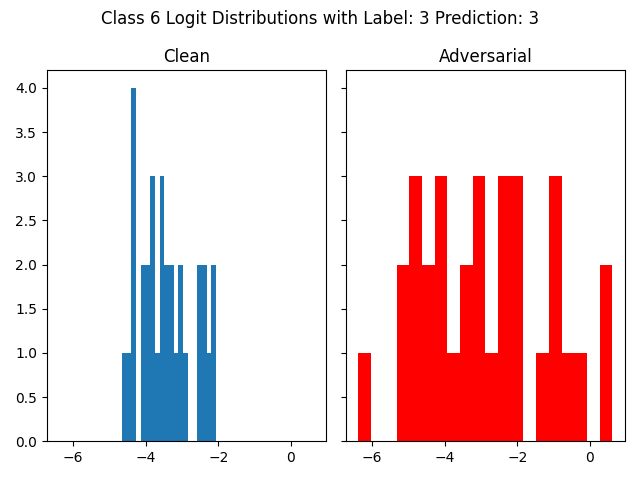 Class 6 Logit Distributions with Label: 3 Prediction: 3
Clean
Adversarial
4.0
3.5
3.0
2.5
2.0
1.5
1.0
0.5
0.0
−6 −4 −2 0
−6 −4 −2 0